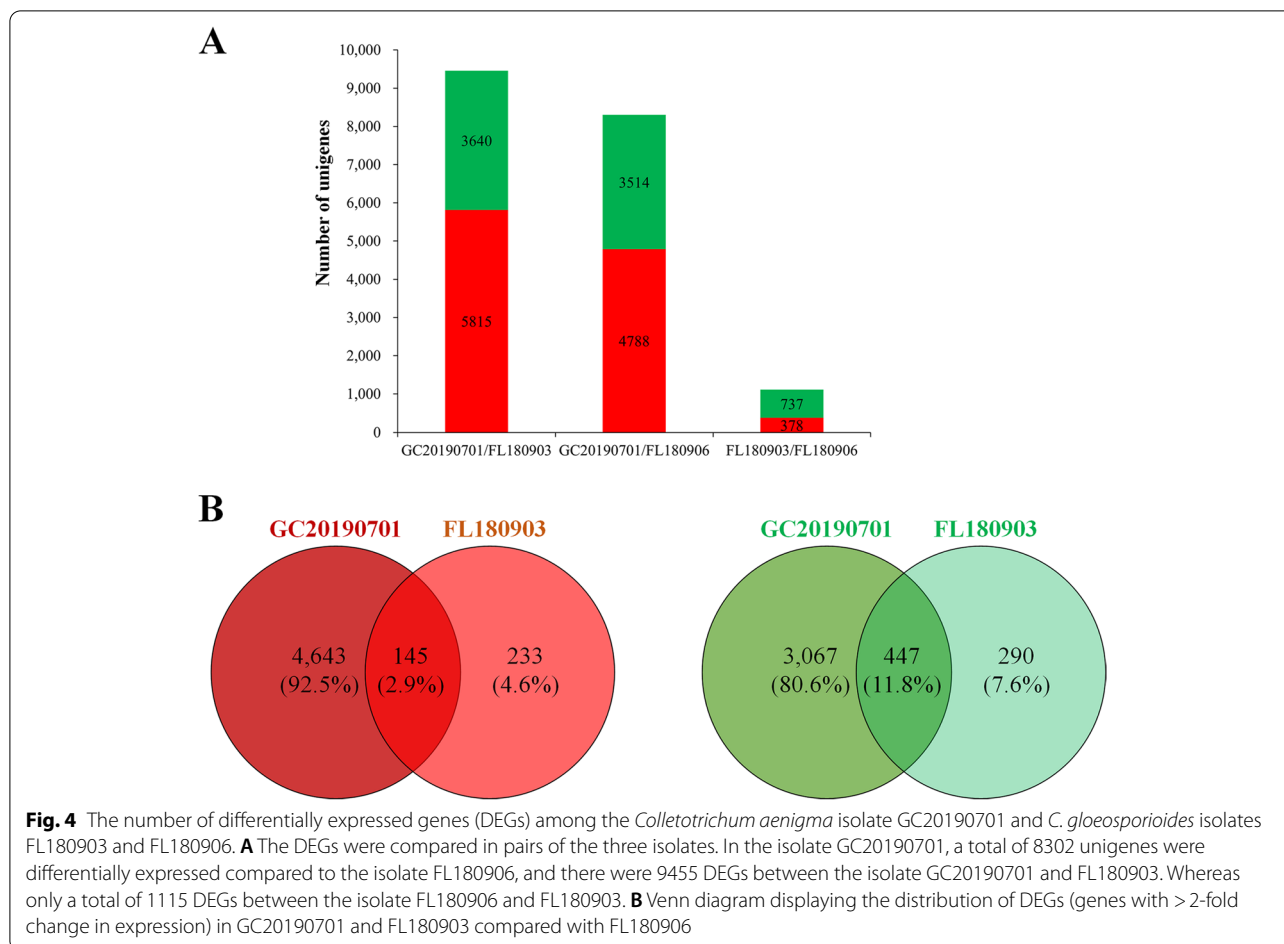 A
Number of unigenes
10,000
9,000
8,000
7,000
6,000
5,000
4,000
3,000
2,000
1,000
0
3640
5815
3514
4788
737
378
GC20190701/FL180903 GC20190701/FL180906 FL180903/FL180906
B
GC20190701 FL180903
4,643 145 233
(92.5%) (2.9%) (4.6%)
GC20190701 FL180903
3,067 447 290
(80.6%) (11.8%) (7.6%)
Fig. 4 The number of differentially expressed genes (DEGs) among the Colletotrichum aenigma isolate GC20190701 and C. gloeosporioides isolates
FL180903 and FL180906. A The DEGs were compared in pairs of the three isolates. In the isolate GC20190701, a total of 8302 unigenes were
differentially expressed compared to the isolate FL180906, and there were 9455 DEGs between the isolate GC20190701 and FL180903. Whereas
only a total of 1115 DEGs between the isolate FL180906 and FL180903. B Venn diagram displaying the distribution of DEGs (genes with > 2-fold
change in expression) in GC20190701 and FL180903 compared with FL180906